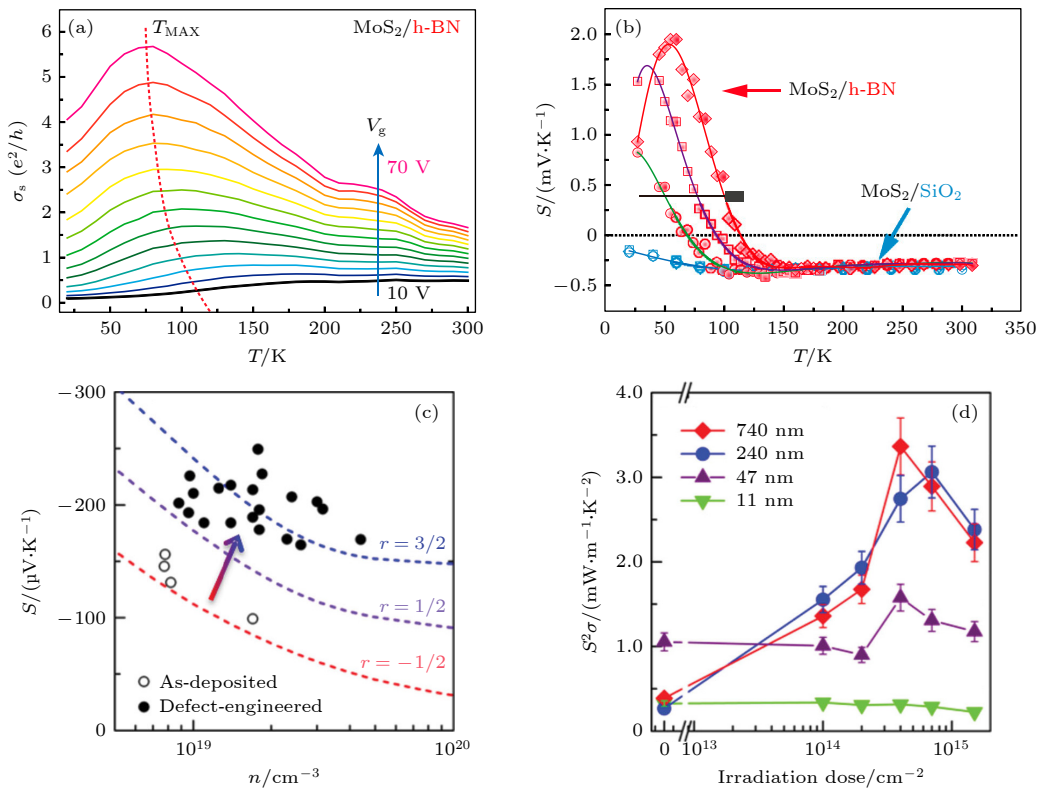 (a)
T_MAX
MoS₂/h-BN
σ_s (e²/h)
6
5
4
3
2
1
0
V_g
70 V
10 V
50 100 150 200 250 300
T/K
(b)
S/(mV·K⁻¹)
2.0
1.5
1.0
0.5
0
−0.5
MoS₂/h-BN
MoS₂/SiO₂
0 50 100 150 200 250 300 350
T/K
(c)
S/(μV·K⁻¹)
−300
−200
−100
0
r = 3/2
r = 1/2
r = −1/2
As-deposited
Defect-engineered
10¹⁹ 10²⁰
n/cm⁻³
(d)
S²σ/(mW·m⁻¹·K⁻²)
4.0
3.0
2.0
1.0
0
740 nm
240 nm
47 nm
11 nm
0 10¹³ 10¹⁴ 10¹⁵
Irradiation dose/cm⁻²